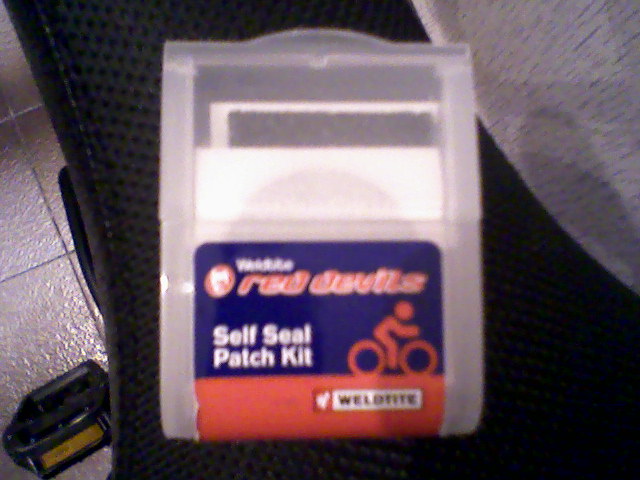 Weldtite
red devils
Self Seal
Patch Kit
WELDTITE